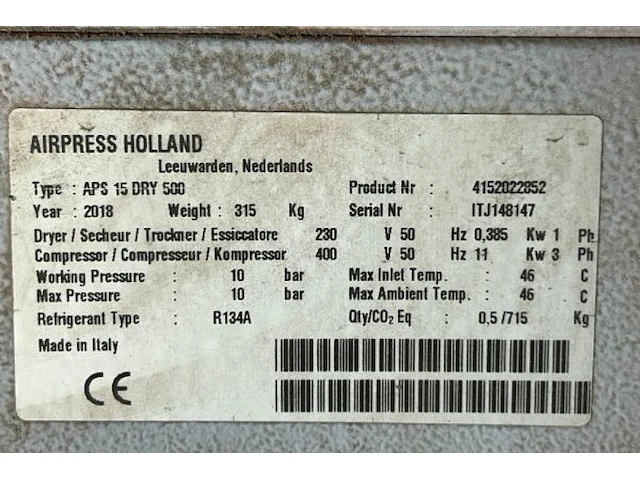 AIRPRESS HOLLAND
Leeuwarden, Nederlands
Type : APS 15 DRY 500 Product Nr : 4152022852
Year : 2018 Weight : 315 Kg Serial Nr : ITJ148147
Dryer / Secheur / Trockner / Essiccatore 230 V 50 Hz 0,385 Kw 1 Ph
Compressor / Compresseur / Kompressor 400 V 50 Hz 11 Kw 3 Ph
Working Pressure : 10 bar Max Inlet Temp. : 46 C
Max Pressure : 10 bar Max Ambient Temp. : 46 C
Refrigerant Type : R134A Qty/CO₂ Eq : 0,5 /715 Kg
Made in Italy
CE